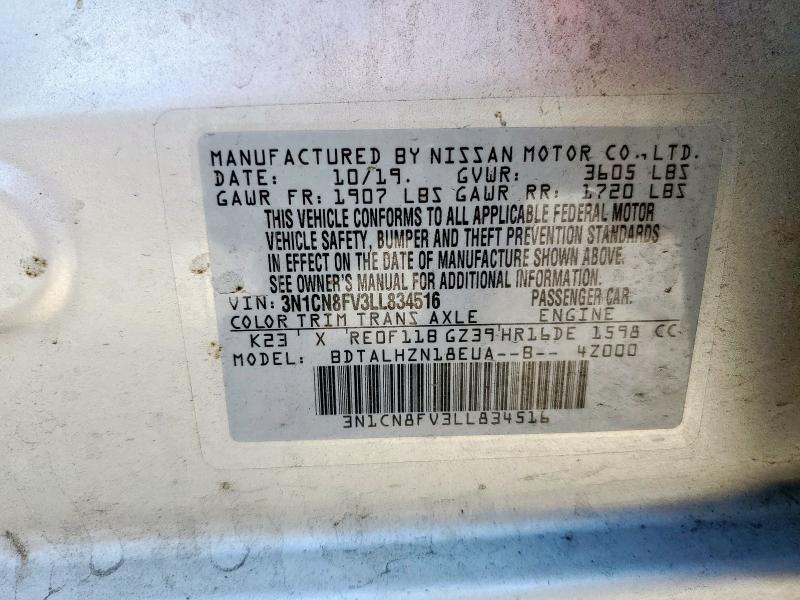 MANUFACTURED BY NISSAN MOTOR CO., LTD.
DATE: 10/19. GVWR: 3605 LBS
GAWR FR: 1907 LBS GAWR RR: 1720 LBS
THIS VEHICLE CONFORMS TO ALL APPLICABLE FEDERAL MOTOR
VEHICLE SAFETY, BUMPER AND THEFT PREVENTION STANDARDS
IN EFFECT ON THE DATE OF MANUFACTURE SHOWN ABOVE.
SEE OWNER'S MANUAL FOR ADDITIONAL INFORMATION.
VIN: 3N1CN8FV3LL834516 PASSENGER CAR.
COLOR TRIM TRANS AXLE ENGINE
K23 X RE0F11B GZ39 HR16DE 1598 CC
MODEL: BDTALHZN18EUA--B-- 4Z000
3N1CN8FV3LL834516